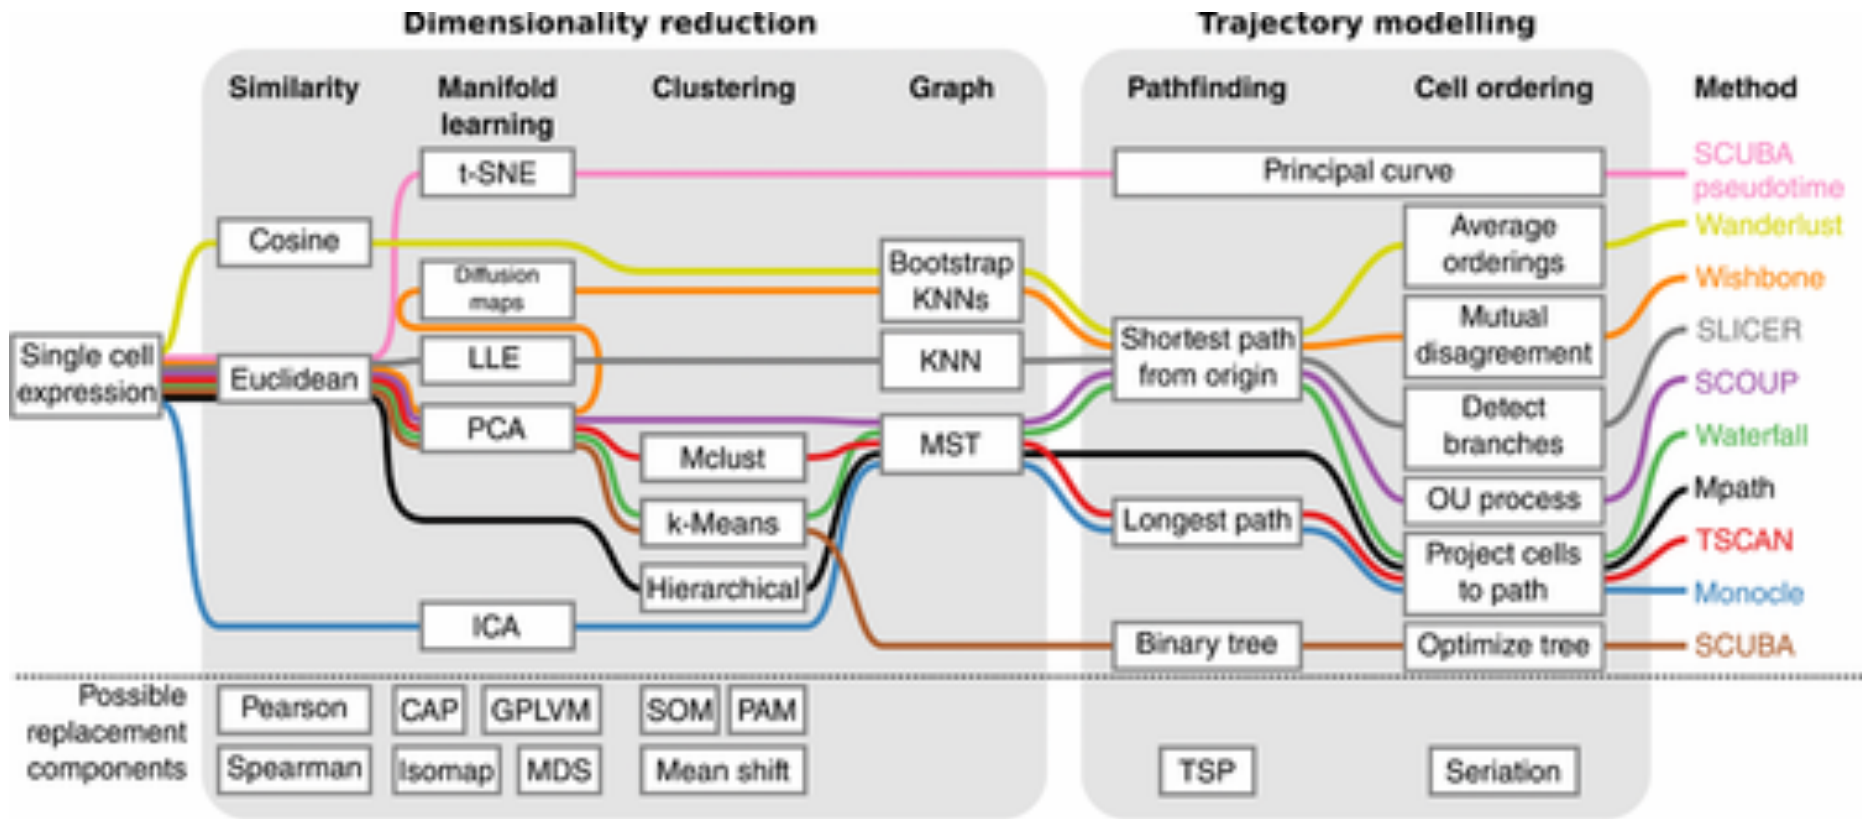 Dimensionality reduction
Trajectory modelling
Similarity
Manifold
learning
Clustering
Graph
Pathfinding
Cell ordering
Method
t-SNE
Principal curve
SCUBA
pseudotime
Cosine
Average
orderings
Wanderlust
Diffusion
maps
Bootstrap
KNNs
Wishbone
Mutual
disagreement
Single cell
expression
Euclidean
LLE
KNN
Shortest path
from origin
SLICER
SCOUP
PCA
Mclust
MST
Detect
branches
Waterfall
k-Means
Longest path
OU process
Mpath
Hierarchical
Project cells
to path
TSCAN
Monocle
ICA
Binary tree
Optimize tree
SCUBA
Possible
replacement
components
Pearson
CAP
GPLVM
SOM
PAM
Spearman
Isomap
MDS
Mean shift
TSP
Seriation